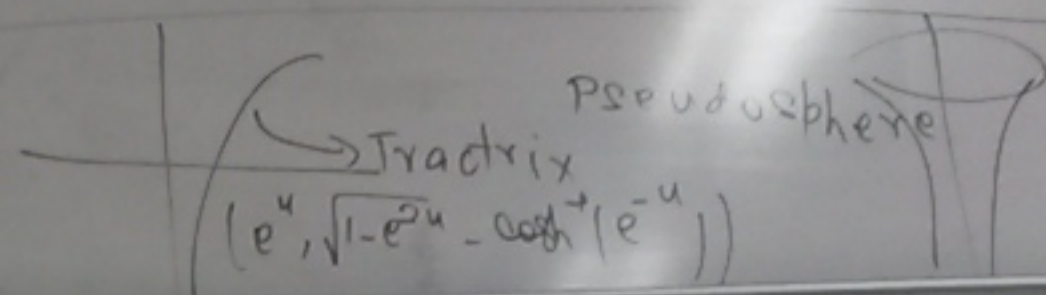 Pseudosphere
Tractrix
(e^u, √(1-e^{2u}) - cosh⁻¹(e^{-u}))